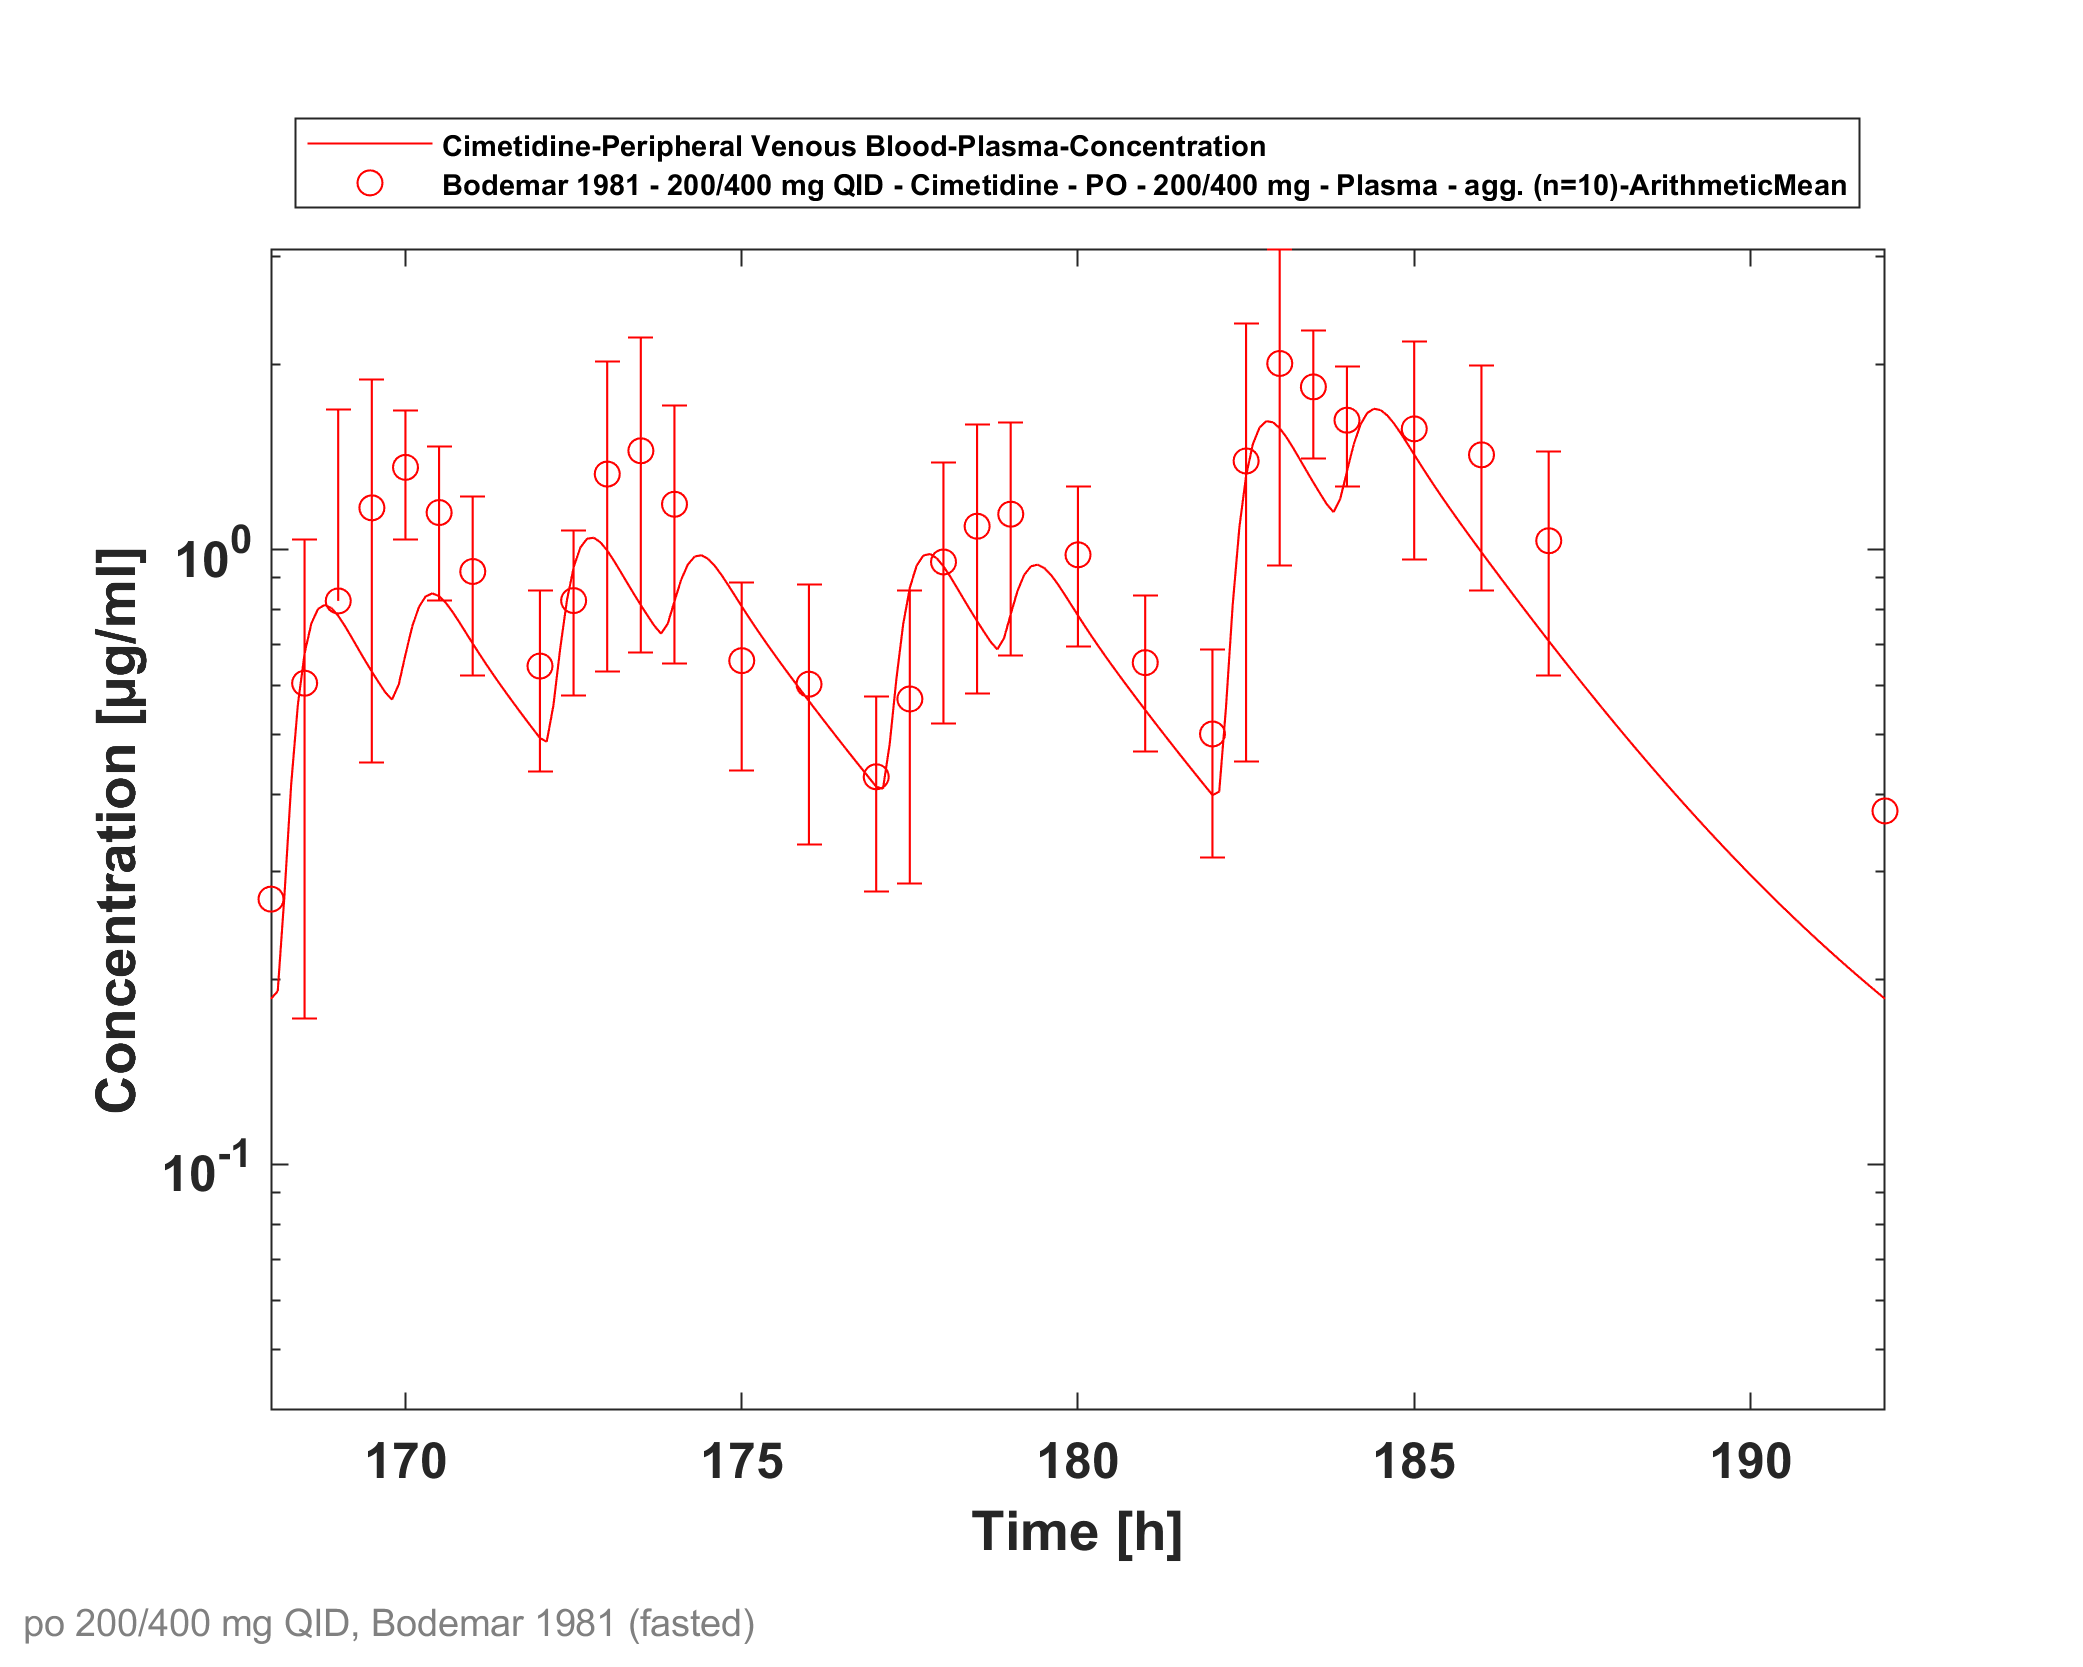 Cimetidine-Peripheral Venous Blood-Plasma-Concentration
Bodemar 1981 - 200/400 mg QID - Cimetidine - PO - 200/400 mg - Plasma - agg. (n=10)-ArithmeticMean
Concentration [µg/ml]
10^0
10^-1
170 175 180 185 190
Time [h]
po 200/400 mg QID, Bodemar 1981 (fasted)